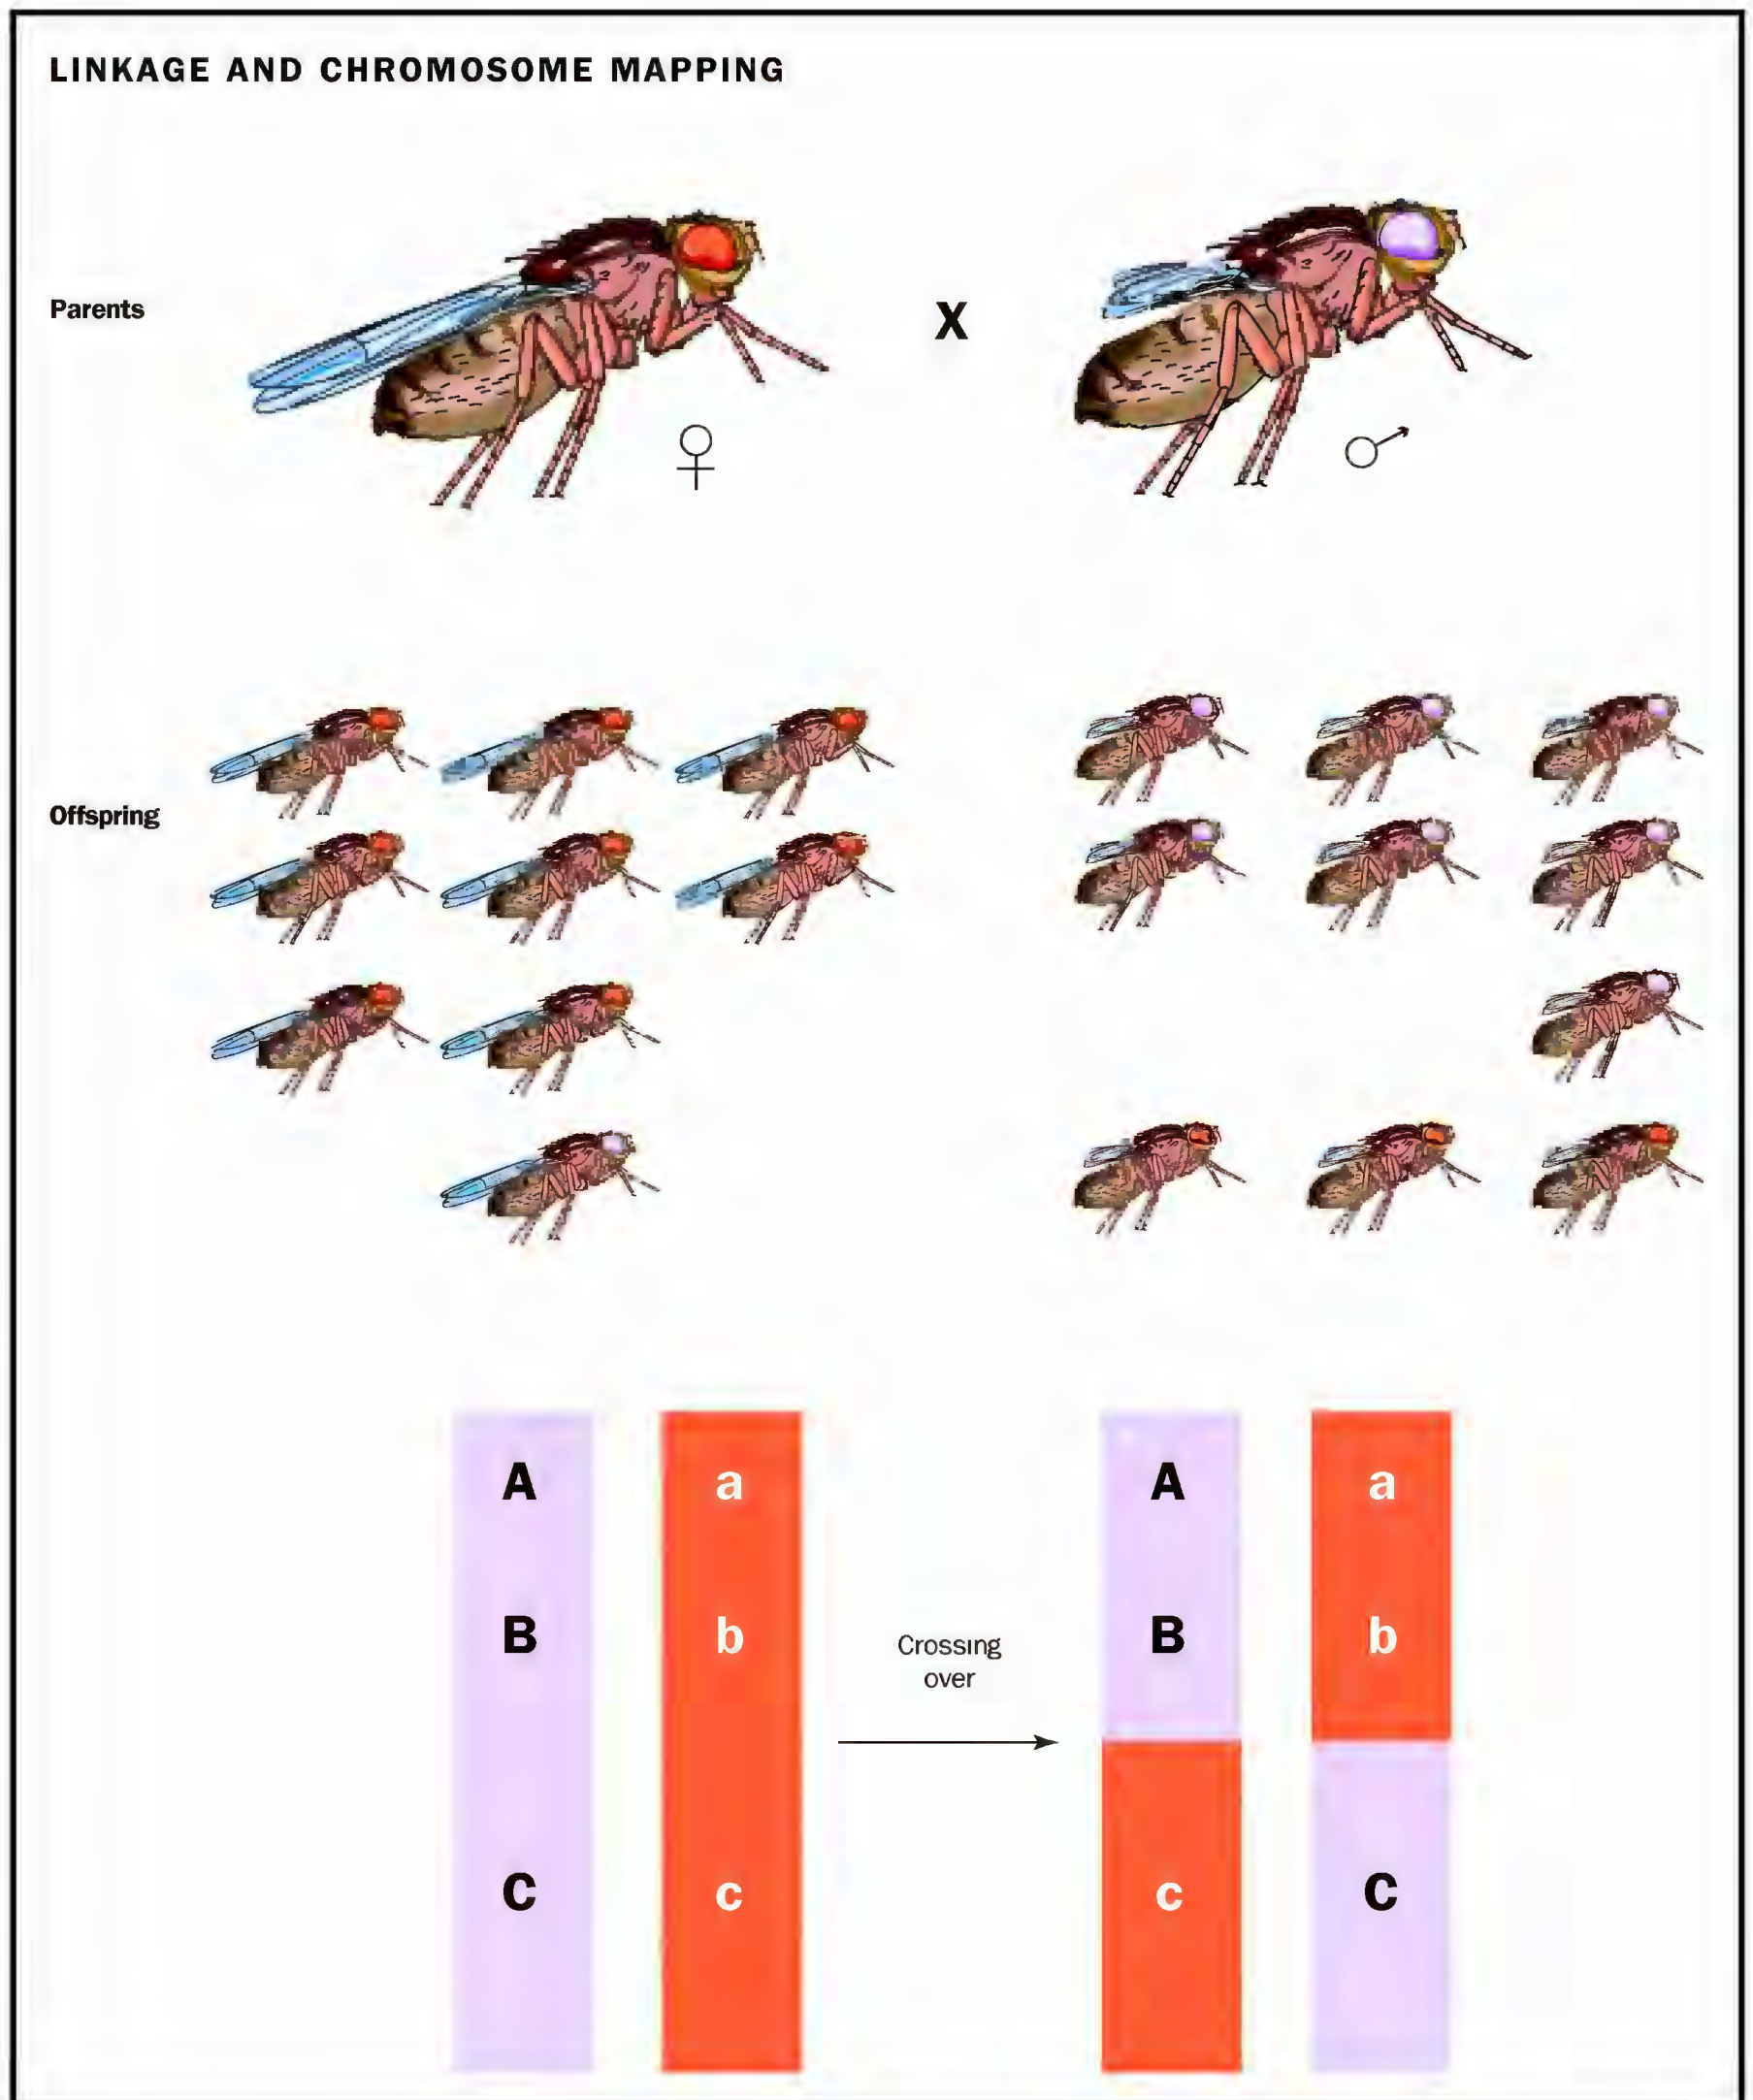 LINKAGE AND CHROMOSOME MAPPING
Parents
X
♀
♂
Offspring
A
a
A
a
B
b
Crossing
over
B
b
C
c
c
C